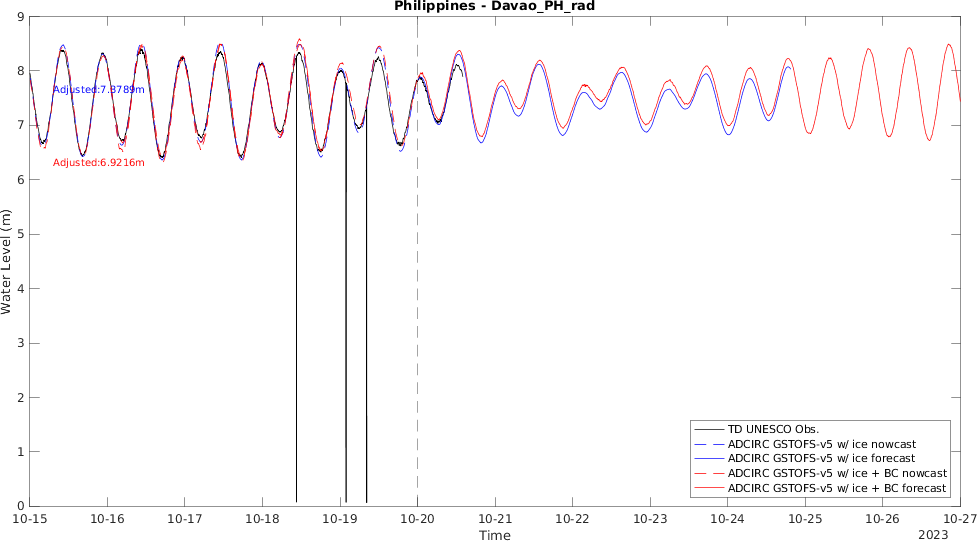 Philippines - Davao_PH_rad
9
8
7
6
5
4
3
2
1
0
Water Level (m)
Adjusted:7.3789m
Adjusted:6.9216m
TD UNESCO Obs.
ADCIRC GSTOFS-v5 w/ ice nowcast
ADCIRC GSTOFS-v5 w/ ice forecast
ADCIRC GSTOFS-v5 w/ ice + BC nowcast
ADCIRC GSTOFS-v5 w/ ice + BC forecast
10-15 10-16 10-17 10-18 10-19 10-20 10-21 10-22 10-23 10-24 10-25 10-26 10-27
Time
2023